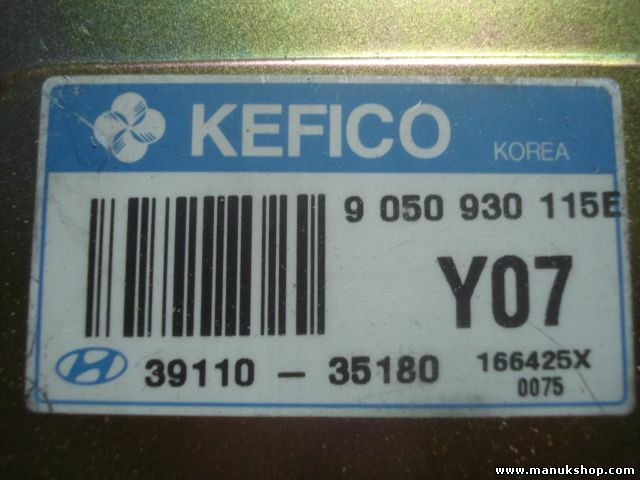 KEFICO KOREA
9 050 930 115E
Y07
39110 - 35180 166425X
0075
www.manukshop.com